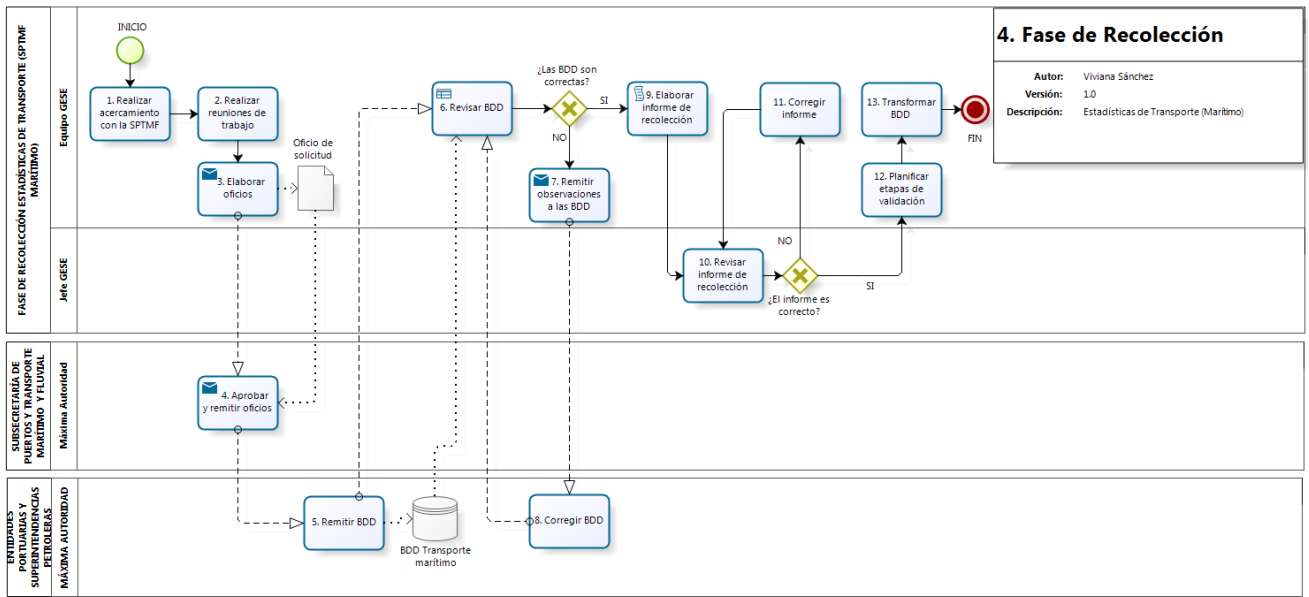 4. Fase de Recolección
Autor: Viviana Sánchez
Versión: 1.0
Descripción: Estadísticas de Transporte (Marítimo)
FASE DE RECOLECCIÓN ESTADÍSTICAS DE TRANSPORTE (SPTMF
MARÍTIMO)
Equipo GESE
INICIO
1. Realizar
acercamiento
con la SPTMF
2. Realizar
reuniones de
trabajo
3. Elaborar
oficios
Oficio de
solicitud
6. Revisar BDD
¿Las BDD son
correctas?
SI
NO
7. Remitir
observaciones
a las BDD
9. Elaborar
informe de
recolección
11. Corregir
informe
13. Transformar
BDD
FIN
12. Planificar
etapas de
validación
Jefe GESE
10. Revisar
informe de
recolección
NO
SI
¿El informe es
correcto?
SUBSECRETARÍA DE
PUERTOS Y TRANSPORTE
MARÍTIMO Y FLUVIAL
Máxima Autoridad
4. Aprobar
y remitir oficios
ENTIDADES
PORTUARIAS Y
SUPERINTENDENCIAS
PETROLERAS
MÁXIMA AUTORIDAD
5. Remitir BDD
BDD Transporte
marítimo
8. Corregir BDD